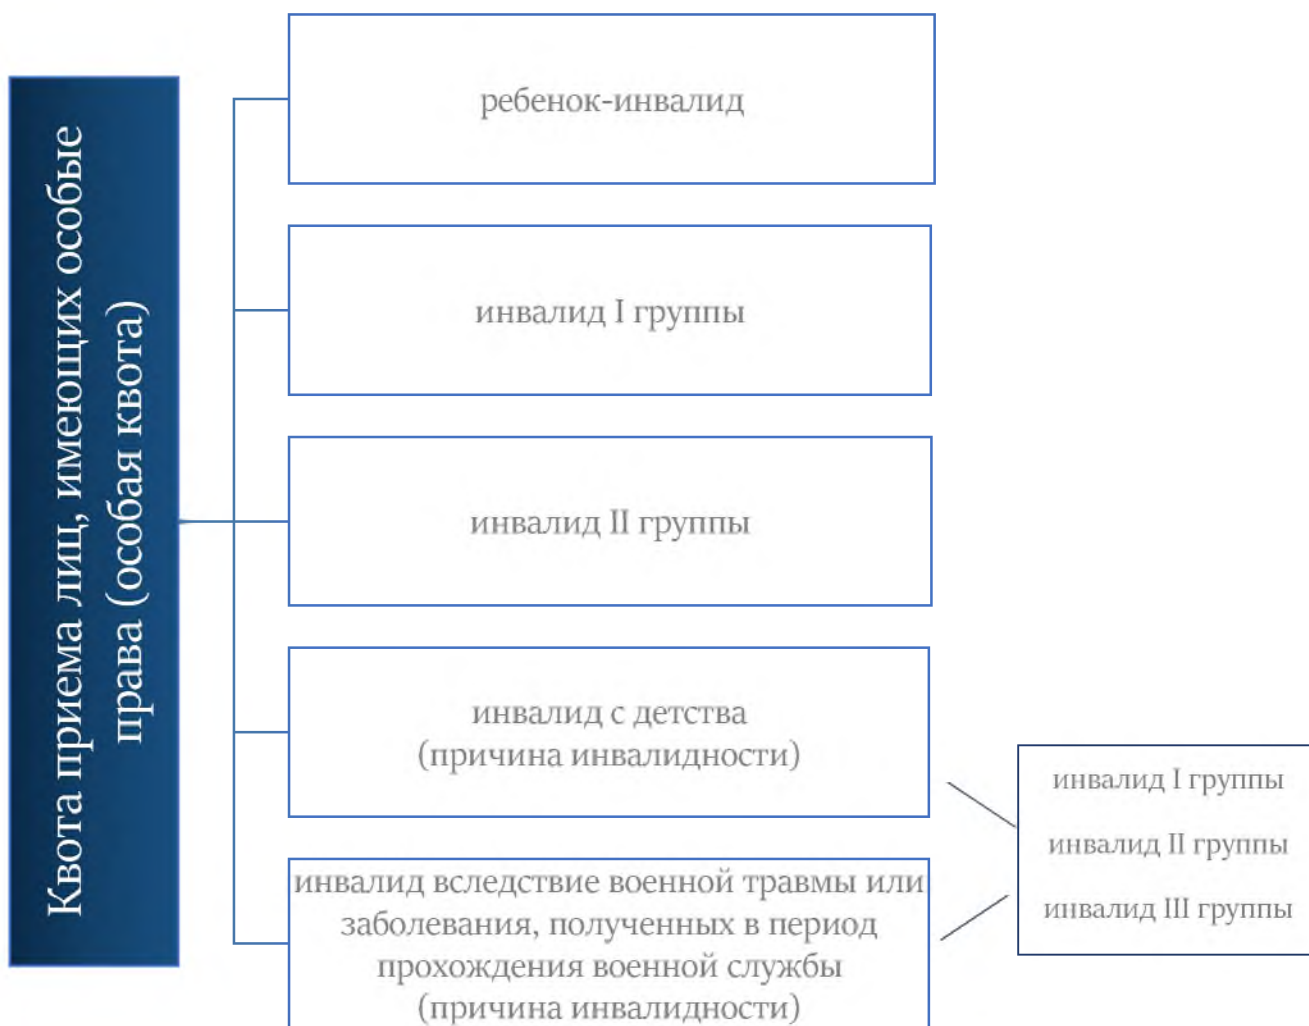 Квота приема лиц, имеющих особые
права (особая квота)
ребенок-инвалид
инвалид I группы
инвалид II группы
инвалид с детства
(причина инвалидности)
инвалид вследствие военной травмы или
заболевания, полученных в период
прохождения военной службы
(причина инвалидности)
инвалид I группы
инвалид II группы
инвалид III группы